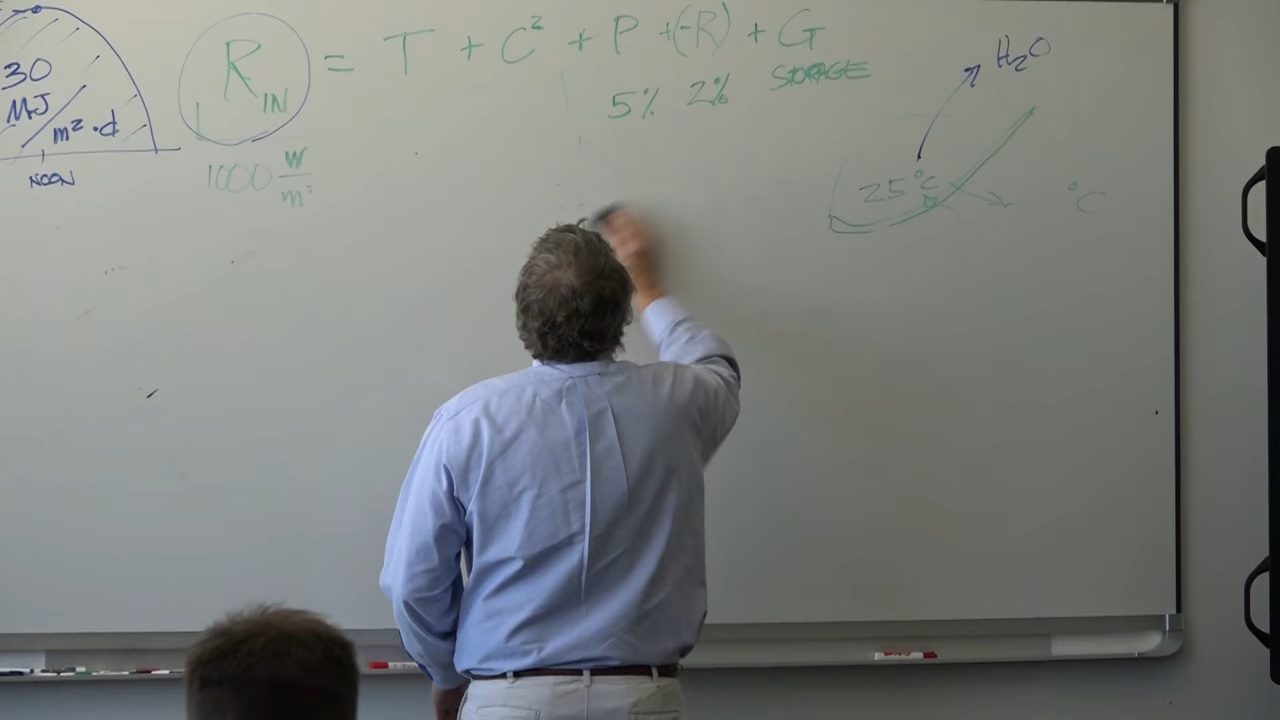 30
MJ
m²·d
NOON
R_IN = T + C² + P + (-R) + G
5% 2% STORAGE
1000 W/m²
H₂O
25°C
°C